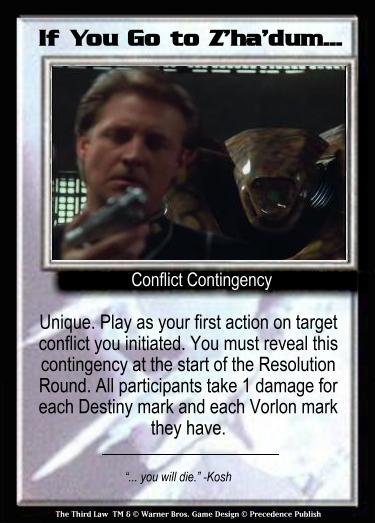 If You Go to Z'ha'dum...
Conflict Contingency
Unique. Play as your first action on target
conflict you initiated. You must reveal this
contingency at the start of the Resolution
Round. All participants take 1 damage for
each Destiny mark and each Vorlon mark
they have.
"... you will die." -Kosh
The Third Law TM & © Warner Bros. Game Design © Precedence Publish